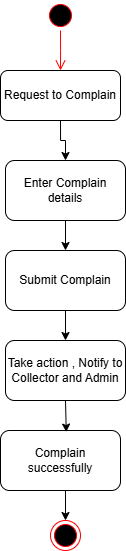 Request to Complain
Enter Complain
details
Submit Complain
Take action , Notify to
Collector and Admin
Complain
successfully